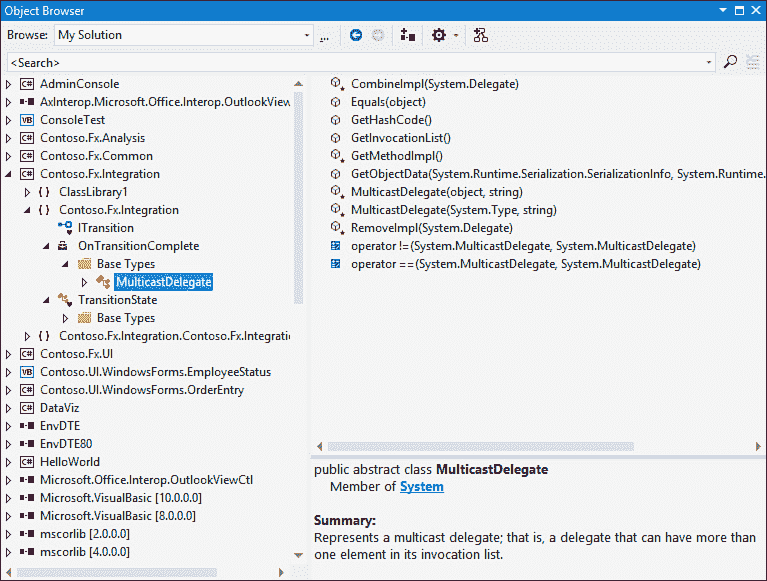 Object Browser
Browse: My Solution
...
<Search>
AdminConsole
AxInterop.Microsoft.Office.Interop.OutlookView
ConsoleTest
Contoso.Fx.Analysis
Contoso.Fx.Common
Contoso.Fx.Integration
{ } ClassLibrary1
{ } Contoso.Fx.Integration
ITransition
OnTransitionComplete
Base Types
MulticastDelegate
TransitionState
Base Types
{ } Contoso.Fx.Integration.Contoso.Fx.Integratio
C# Contoso.Fx.UI
VB Contoso.UI.WindowsForms.EmployeeStatus
C# Contoso.UI.WindowsForms.OrderEntry
C# DataViz
EnvDTE
EnvDTE80
C# HelloWorld
Microsoft.Office.Interop.OutlookViewCtl
Microsoft.VisualBasic [10.0.0.0]
Microsoft.VisualBasic [8.0.0.0]
mscorlib [2.0.0.0]
mscorlib [4.0.0.0]
CombineImpl(System.Delegate)
Equals(object)
GetHashCode()
GetInvocationList()
GetMethodImpl()
GetObjectData(System.Runtime.Serialization.SerializationInfo, System.Runtime.
MulticastDelegate(object, string)
MulticastDelegate(System.Type, string)
RemoveImpl(System.Delegate)
operator !=(System.MulticastDelegate, System.MulticastDelegate)
operator ==(System.MulticastDelegate, System.MulticastDelegate)
public abstract class MulticastDelegate
Member of System
Summary:
Represents a multicast delegate; that is, a delegate that can have more than
one element in its invocation list.